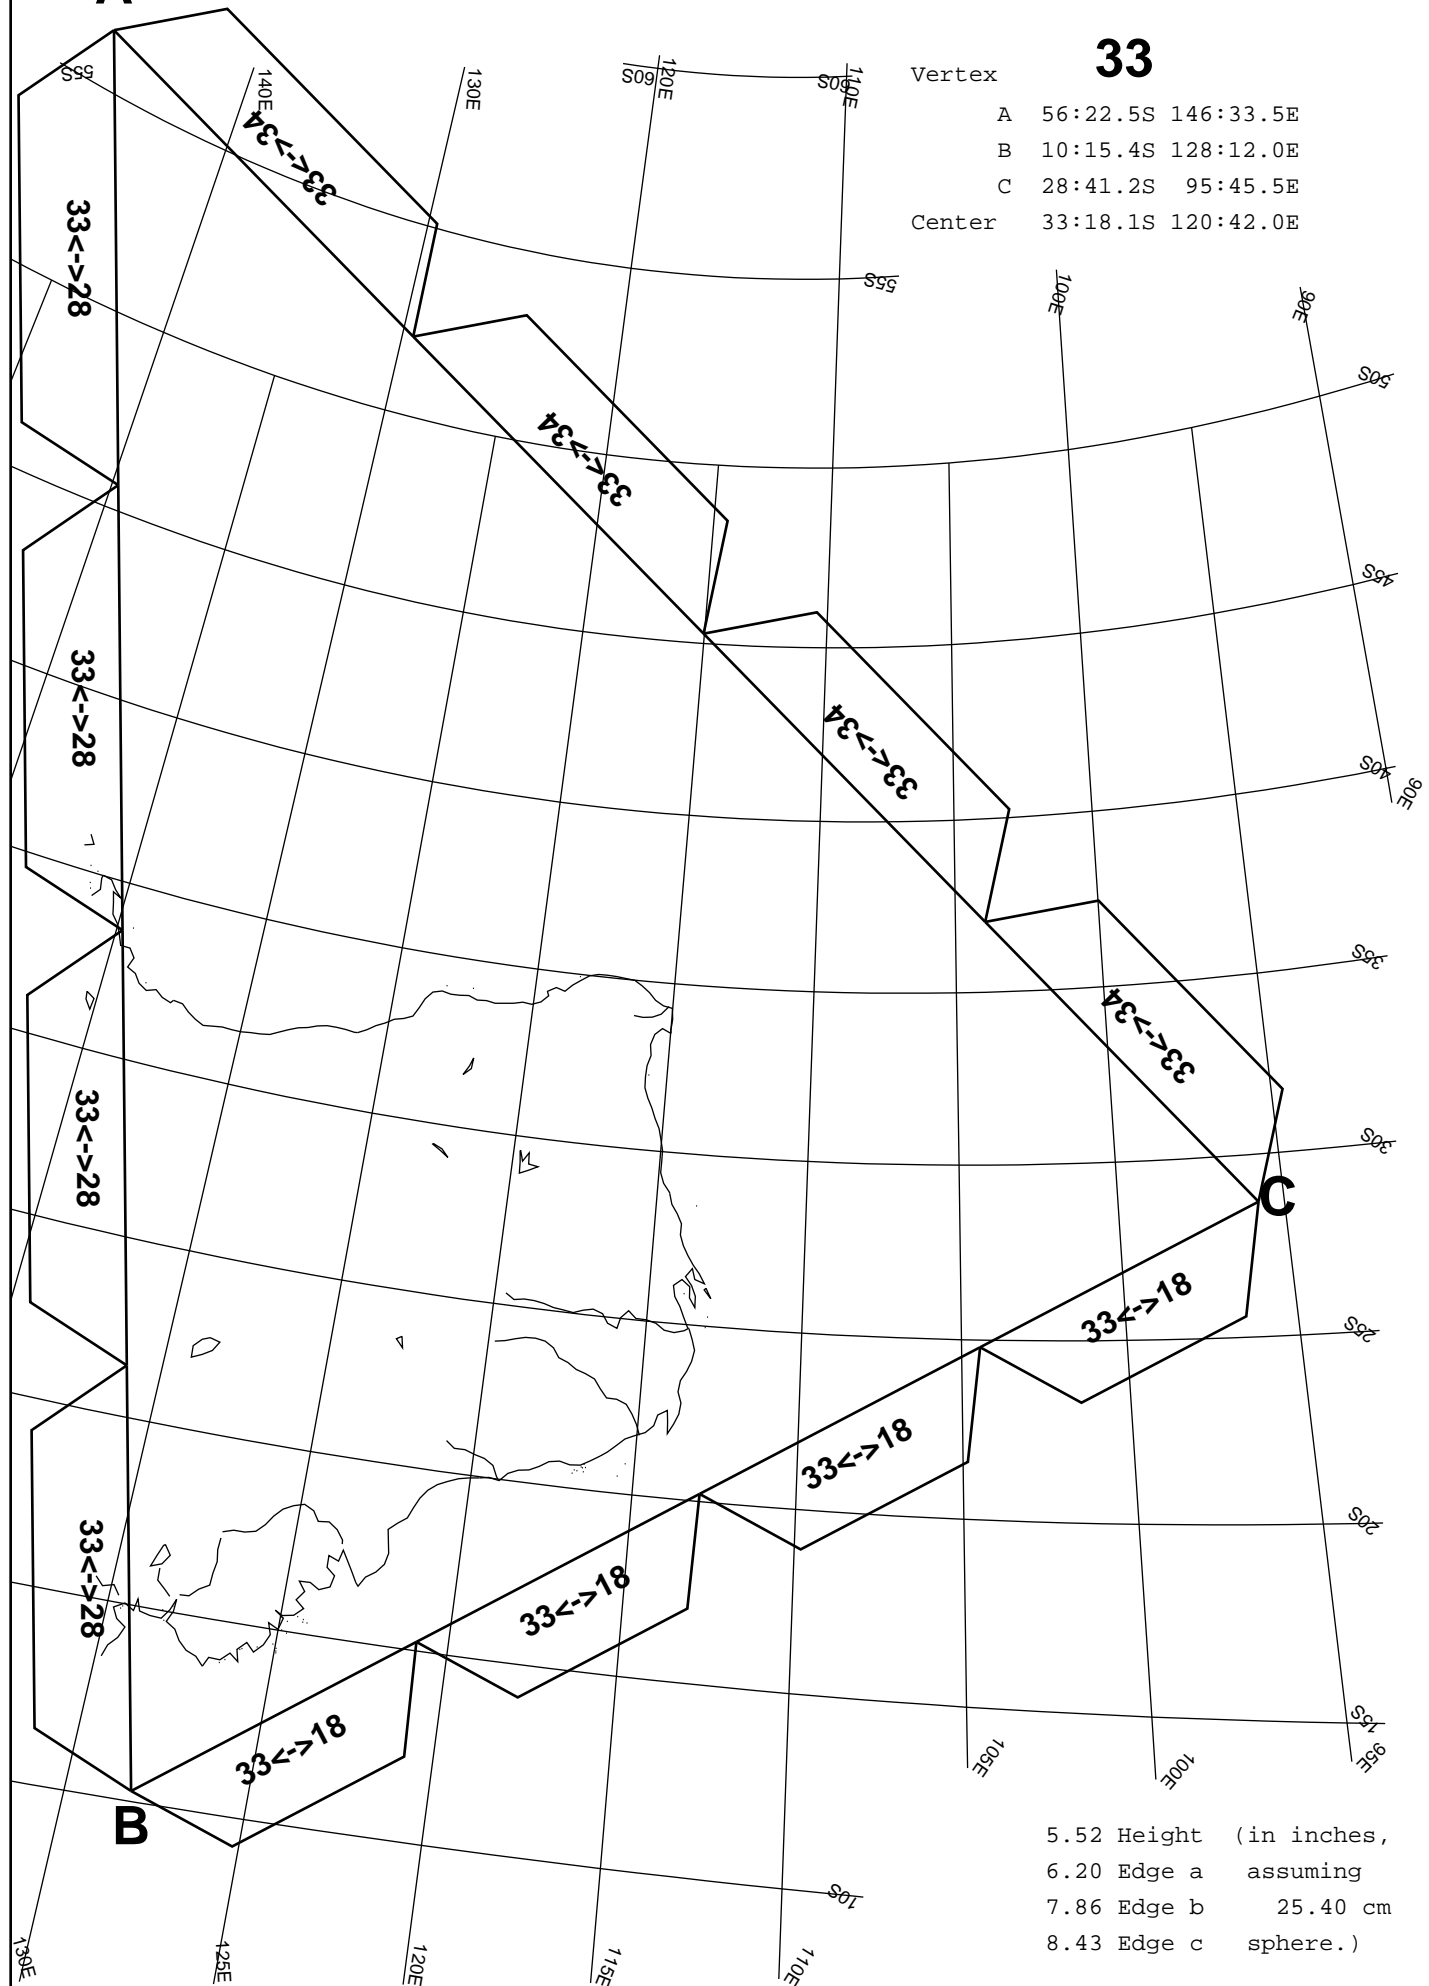 A
33
Vertex
A 56:22.5S 146:33.5E
B 10:15.4S 128:12.0E
C 28:41.2S 95:45.5E
Center 33:18.1S 120:42.0E
55S
140E
130E
60S
120E
60S
110E
33<->34
33<->28
55S
100E
90E
50S
33<->34
45S
33<->28
33<->34
40S
90E
35S
33<->34
33<->28
30S
C
33<->18
25S
33<->18
20S
33<->28
33<->18
15S
33<->18
105E
100E
95E
B
10S
130E
125E
120E
115E
110E
5.52 Height (in inches,
6.20 Edge a assuming
7.86 Edge b 25.40 cm
8.43 Edge c sphere.)